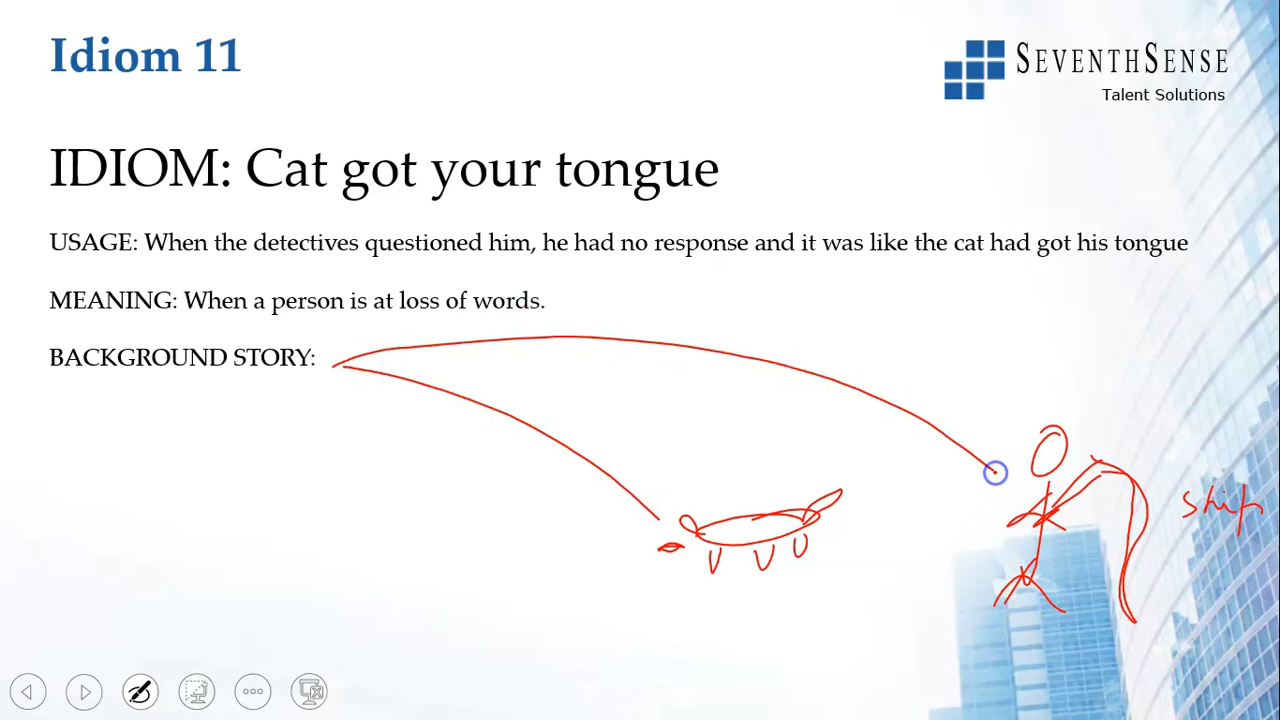 Idiom 11
SEVENTHSENSE
Talent Solutions
IDIOM: Cat got your tongue
USAGE: When the detectives questioned him, he had no response and it was like the cat had got his tongue
MEANING: When a person is at loss of words.
BACKGROUND STORY:
ship